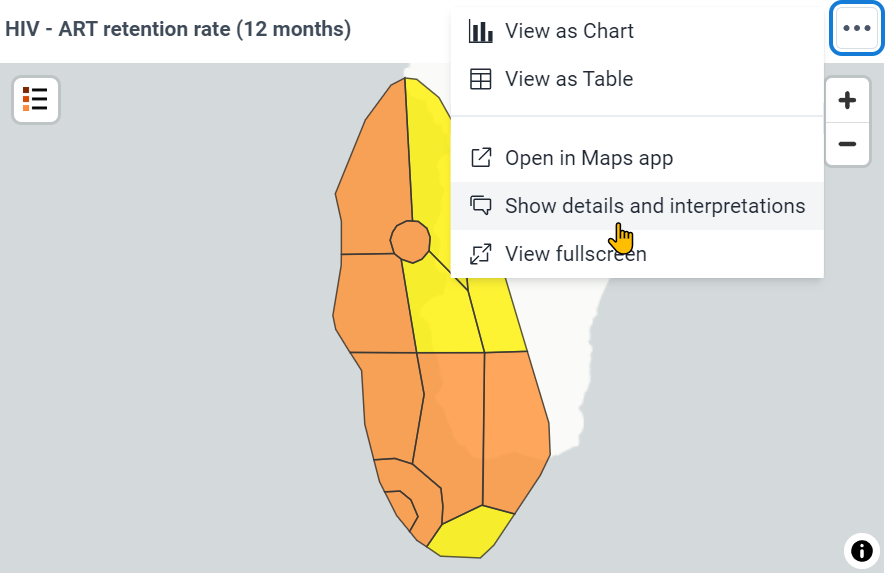 HIV - ART retention rate (12 months)
View as Chart
View as Table
Open in Maps app
Show details and interpretations
View fullscreen